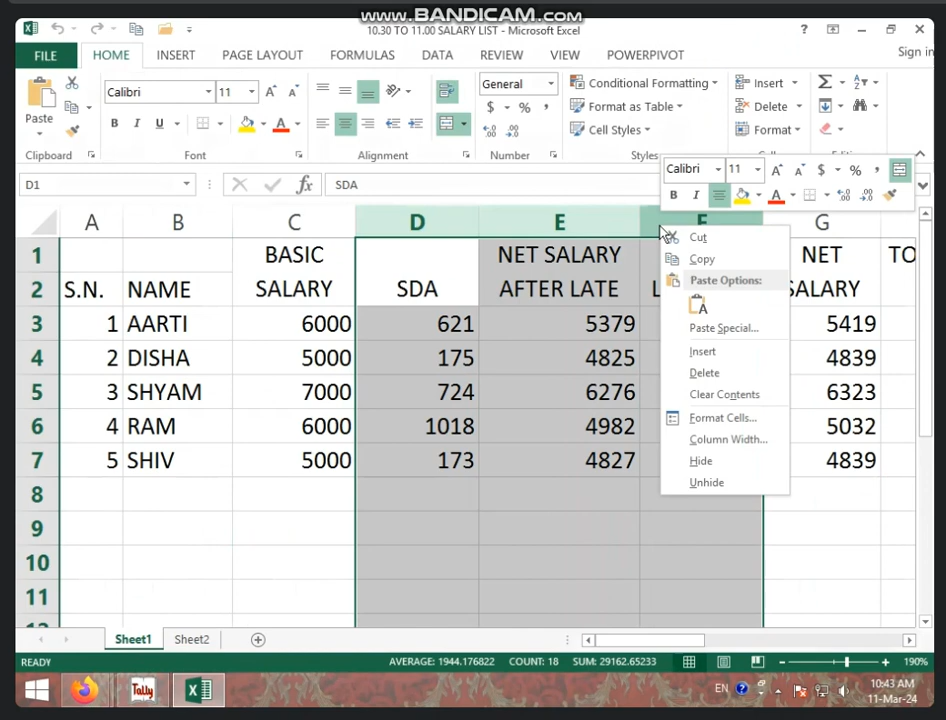 www.BANDICAM.com
10.30 TO 11.00 SALARY LIST - Microsoft Excel
Sign in
FILE HOME INSERT PAGE LAYOUT FORMULAS DATA REVIEW VIEW POWERPIVOT
Paste
Calibri 11
B I U
General
$ % ,
Conditional Formatting
Format as Table
Cell Styles
Insert
Delete
Format
Clipboard Font Alignment Number Styles
Calibri 11 A A $ % ,
B I A
D1 fx SDA
A B C D E F G
1 BASIC NET SALARY NET TO
2 S.N. NAME SALARY SDA AFTER LATE L SALARY
3 1 AARTI 6000 621 5379 5419
4 2 DISHA 5000 175 4825 4839
5 3 SHYAM 7000 724 6276 6323
6 4 RAM 6000 1018 4982 5032
7 5 SHIV 5000 173 4827 4839
8
9
10
11
Cut
Copy
Paste Options:
Paste Special...
Insert
Delete
Clear Contents
Format Cells...
Column Width...
Hide
Unhide
Sheet1 Sheet2
READY AVERAGE: 1944.176822 COUNT: 18 SUM: 29162.65233 190%
Tally
EN 10:43 AM
11-Mar-24